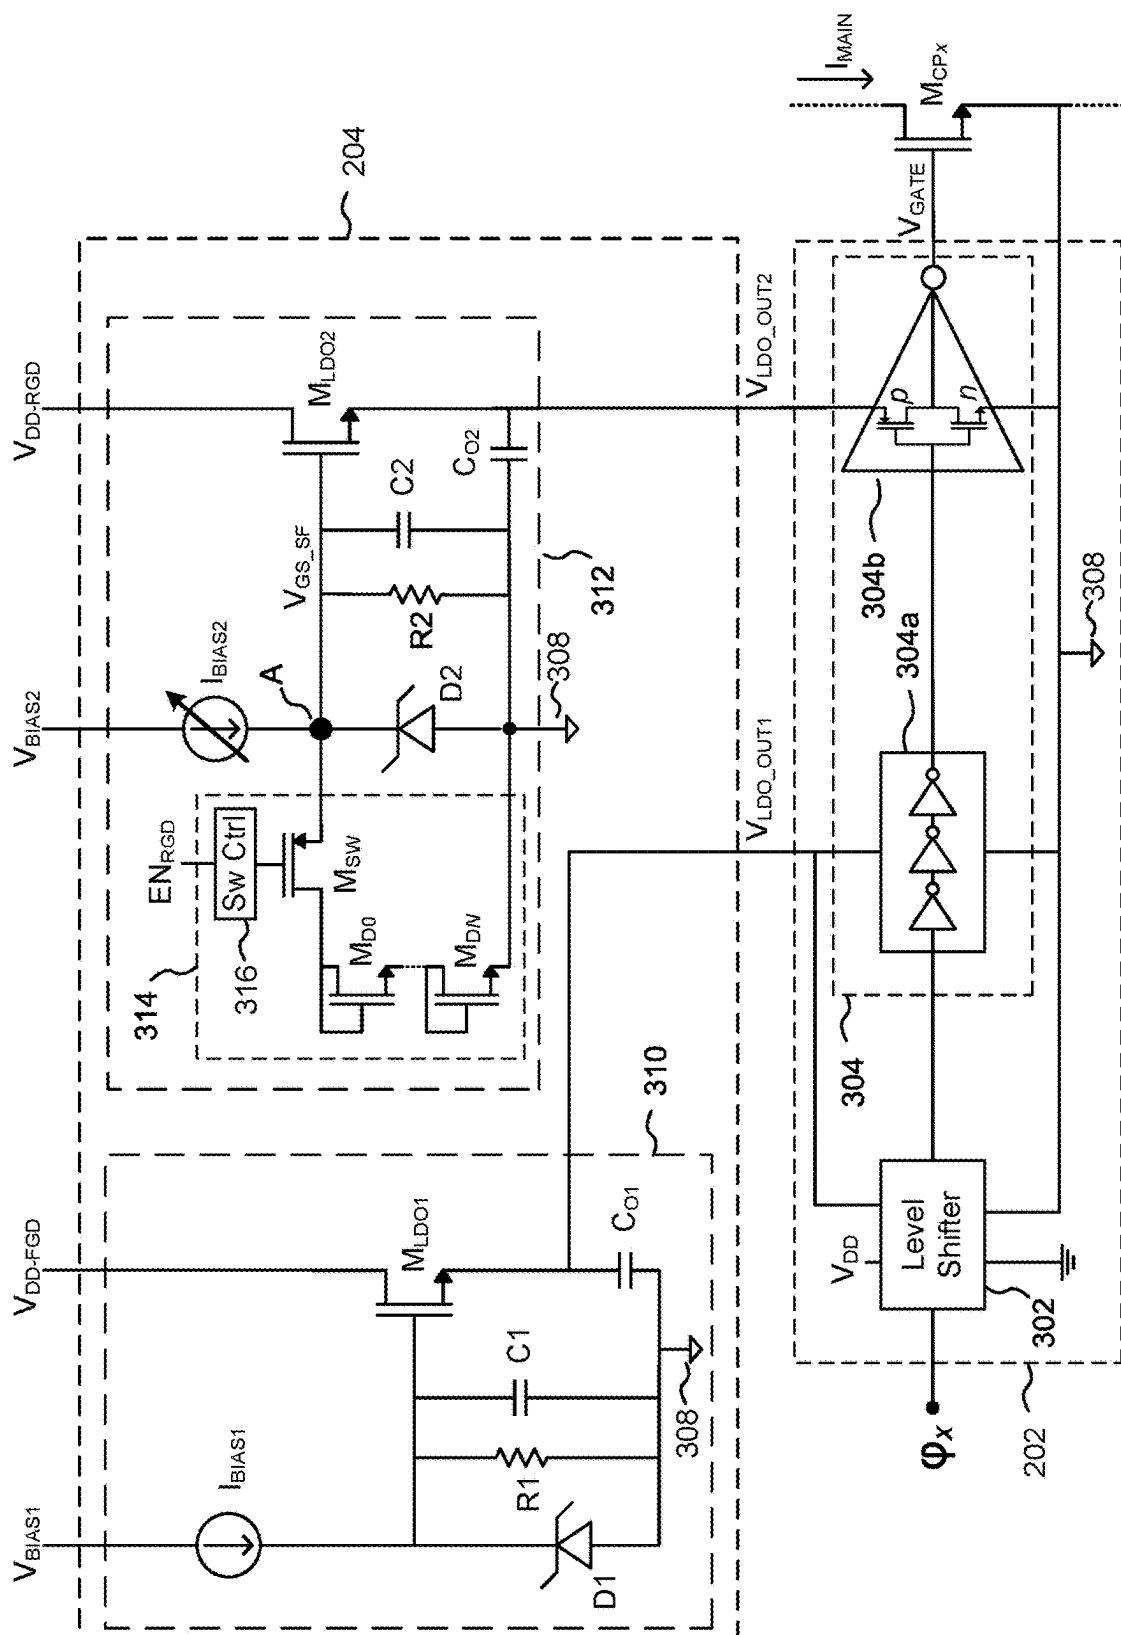 V_BIAS1
V_DD-FGD
V_BIAS2
V_DD-RGD
204
I_BIAS1
M_LDO1
D1
R1
C1
C_O1
308
310
314
EN_RGD
Sw Ctrl
316
M_SW
M_D0
M_DN
I_BIAS2
A
V_GS_SF
M_LDO2
D2
R2
C2
C_O2
308
312
V_LDO_OUT1
V_LDO_OUT2
φx
V_DD
Level
Shifter
302
202
304
304a
304b
p
n
308
V_GATE
M_CPx
I_MAIN